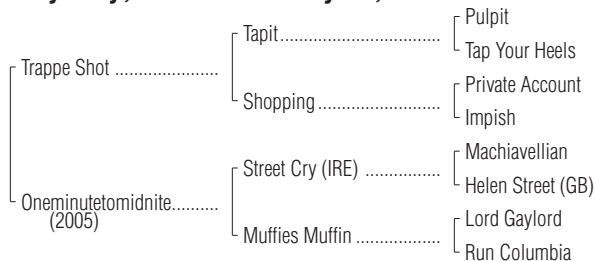 Pulpit
Tapit
Tap Your Heels
Trappe Shot
Private Account
Shopping
Impish
Machiavellian
Street Cry (IRE)
Helen Street (GB)
Oneminutetomidnite
(2005)
Lord Gaylord
Muffies Muffin
Run Columbia